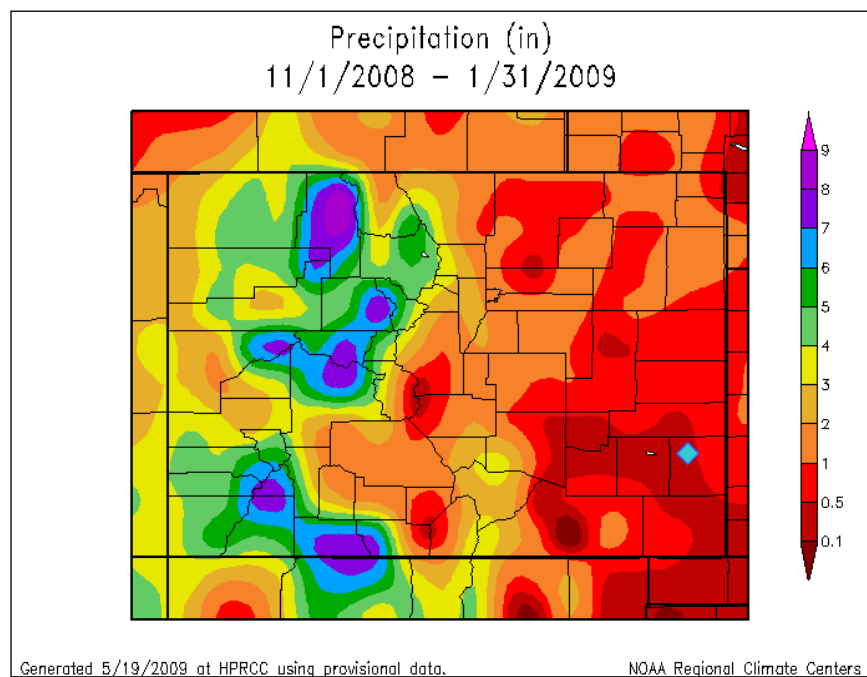 Precipitation (in)
11/1/2008 – 1/31/2009
9
8
7
6
5
4
3
2
1
0.5
0.1
Generated 5/19/2009 at HPRCC using provisional data.
NOAA Regional Climate Centers